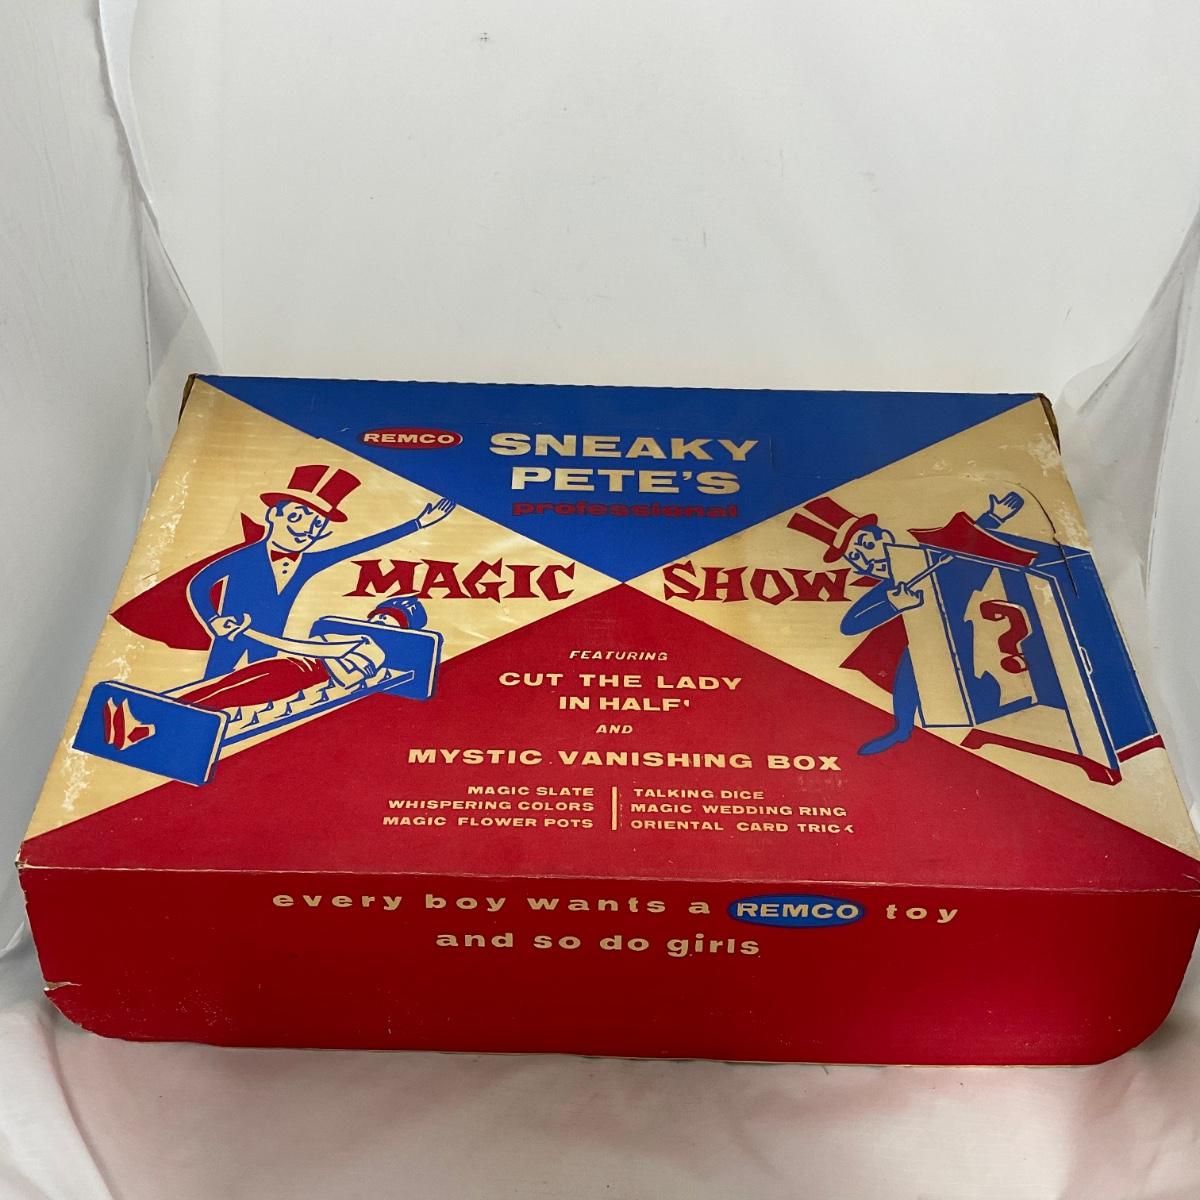 REMCO
SNEAKY
PETE'S
professional
MAGIC SHOW
FEATURING
CUT THE LADY
IN HALF'
AND
MYSTIC VANISHING BOX
MAGIC SLATE
WHISPERING COLORS
MAGIC FLOWER POTS
TALKING DICE
MAGIC WEDDING RING
ORIENTAL CARD TRICK
?
every boy wants a REMCO toy
and so do girls